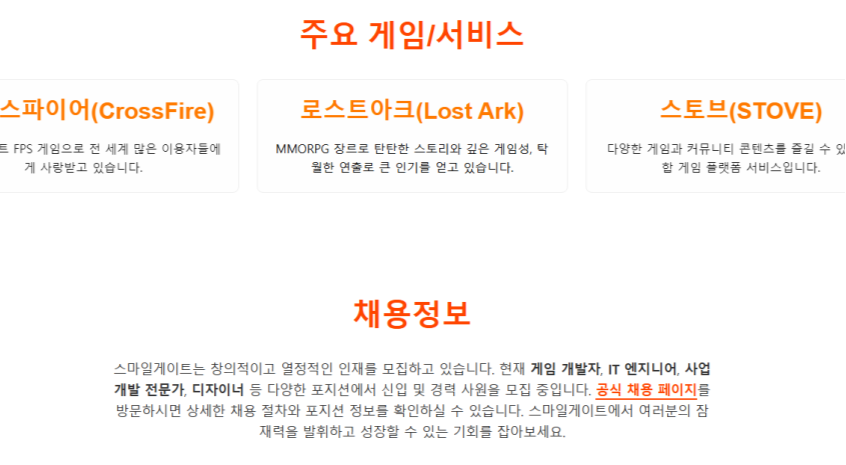 주요 게임/서비스
스파이어(CrossFire)
로스트아크(Lost Ark)
스토브(STOVE)
트 FPS 게임으로 전 세계 많은 이용자들에
게 사랑받고 있습니다.
MMORPG 장르로 탄탄한 스토리와 깊은 게임성, 탁
월한 연출로 큰 인기를 얻고 있습니다.
다양한 게임과 커뮤니티 콘텐츠를 즐길 수 있
합 게임 플랫폼 서비스입니다.
채용정보
스마일게이트는 창의적이고 열정적인 인재를 모집하고 있습니다. 현재 게임 개발자, IT 엔지니어, 사업
개발 전문가, 디자이너 등 다양한 포지션에서 신입 및 경력 사원을 모집 중입니다. 공식 채용 페이지를
방문하시면 상세한 채용 절차와 포지션 정보를 확인하실 수 있습니다. 스마일게이트에서 여러분의 잠
재력을 발휘하고 성장할 수 있는 기회를 잡아보세요.